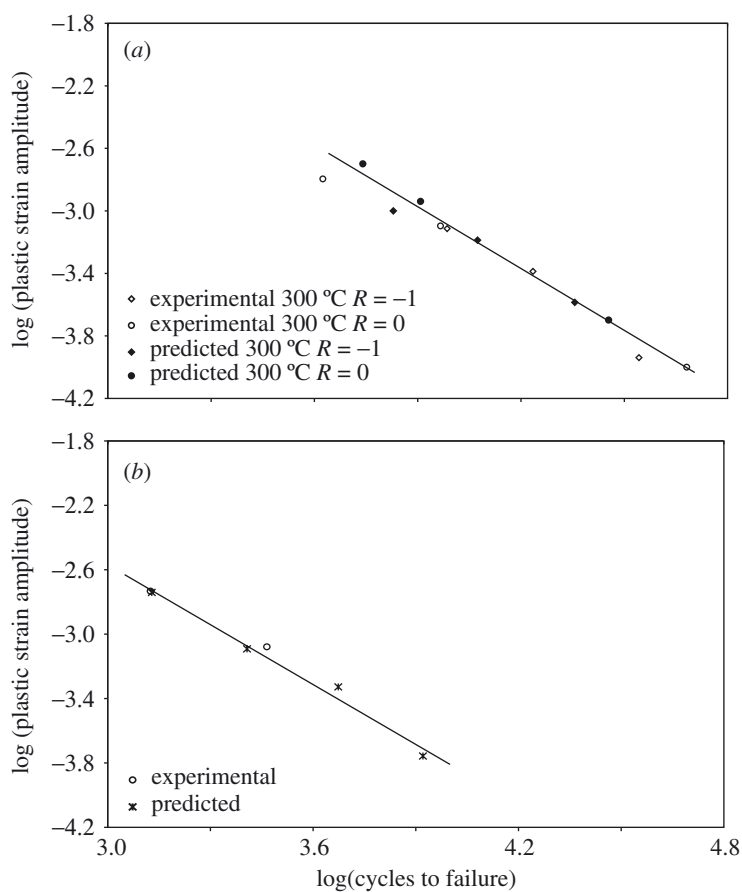 (a)
log (plastic strain amplitude)
−1.8
−2.2
−2.6
−3.0
−3.4
−3.8
−4.2
experimental 300 ºC R = −1
experimental 300 ºC R = 0
predicted 300 ºC R = −1
predicted 300 ºC R = 0
(b)
log (plastic strain amplitude)
−1.8
−2.2
−2.6
−3.0
−3.4
−3.8
−4.2
experimental
predicted
3.0 3.6 4.2 4.8
log(cycles to failure)